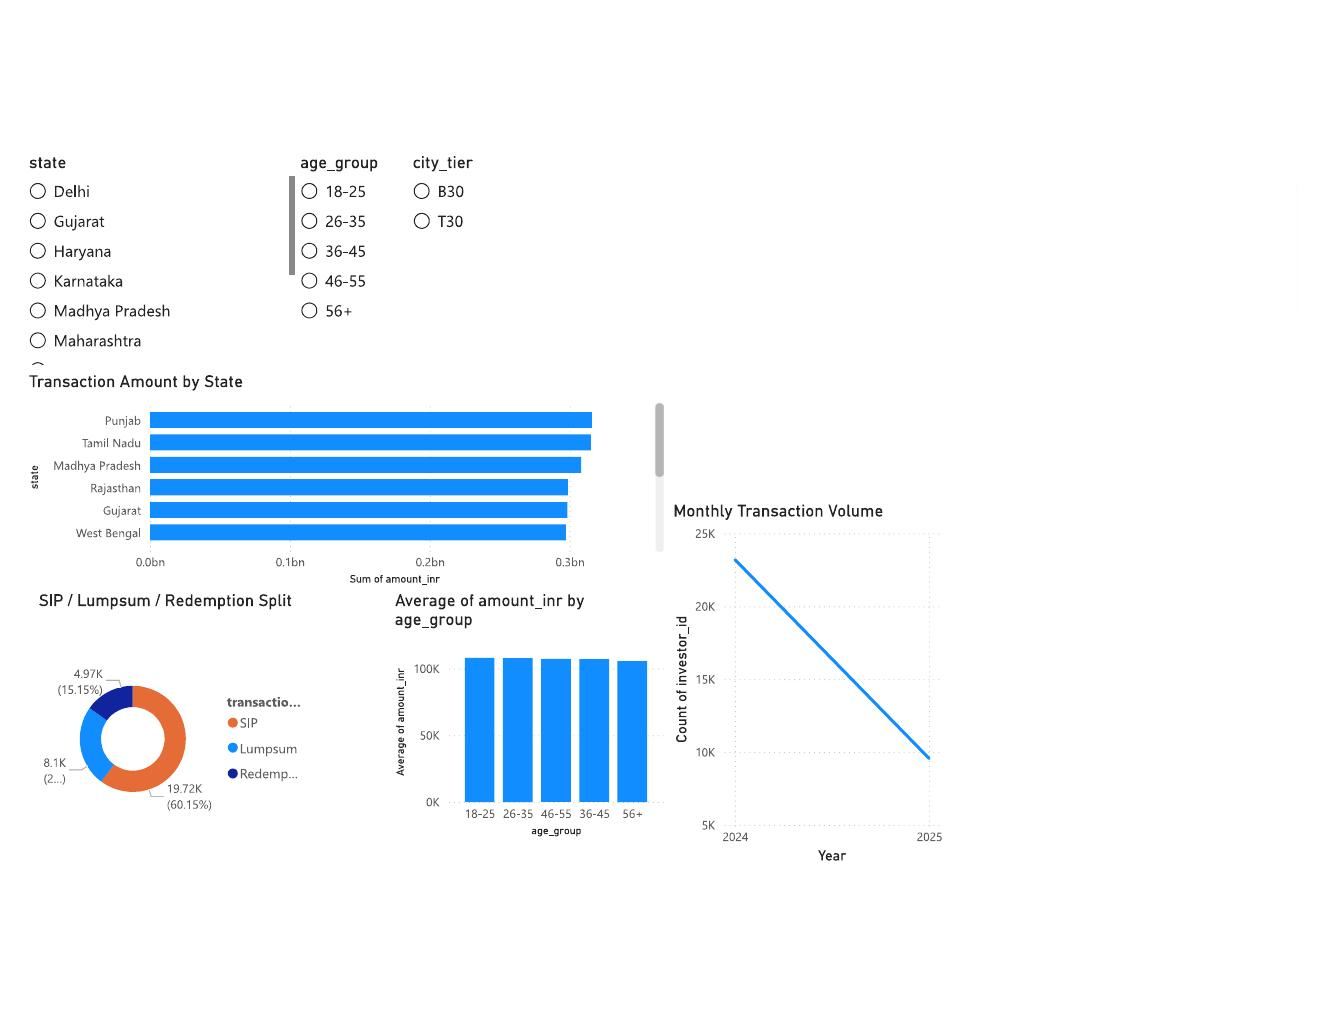 state
Delhi
Gujarat
Haryana
Karnataka
Madhya Pradesh
Maharashtra
age_group
18-25
26-35
36-45
46-55
56+
city_tier
B30
T30
Transaction Amount by State
state
Punjab
Tamil Nadu
Madhya Pradesh
Rajasthan
Gujarat
West Bengal
0.0bn 0.1bn 0.2bn 0.3bn
Sum of amount_inr
SIP / Lumpsum / Redemption Split
4.97K
(15.15%)
8.1K
(2...)
19.72K
(60.15%)
transactio...
SIP
Lumpsum
Redemp...
Average of amount_inr by
age_group
Average of amount_inr
100K
50K
0K
18-25 26-35 46-55 36-45 56+
age_group
Monthly Transaction Volume
Count of investor_id
25K
20K
15K
10K
5K
2024 2025
Year